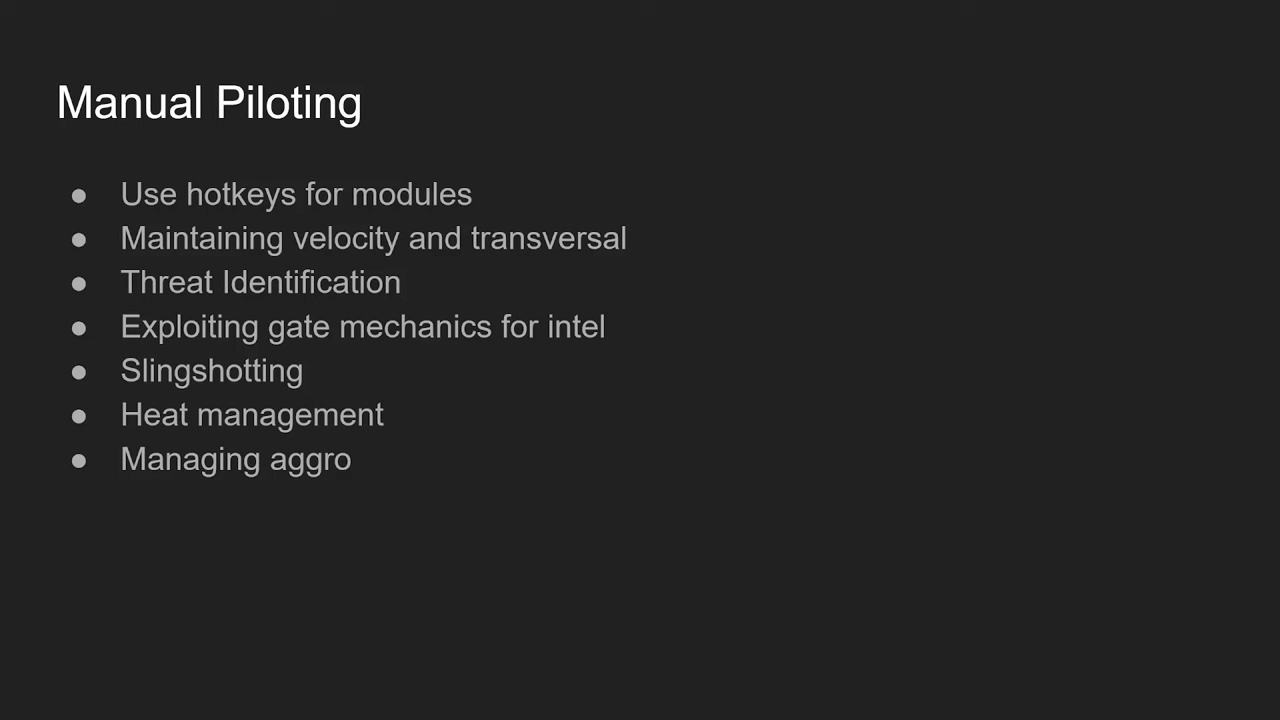 Manual Piloting
● Use hotkeys for modules
● Maintaining velocity and transversal
● Threat Identification
● Exploiting gate mechanics for intel
● Slingshotting
● Heat management
● Managing aggro